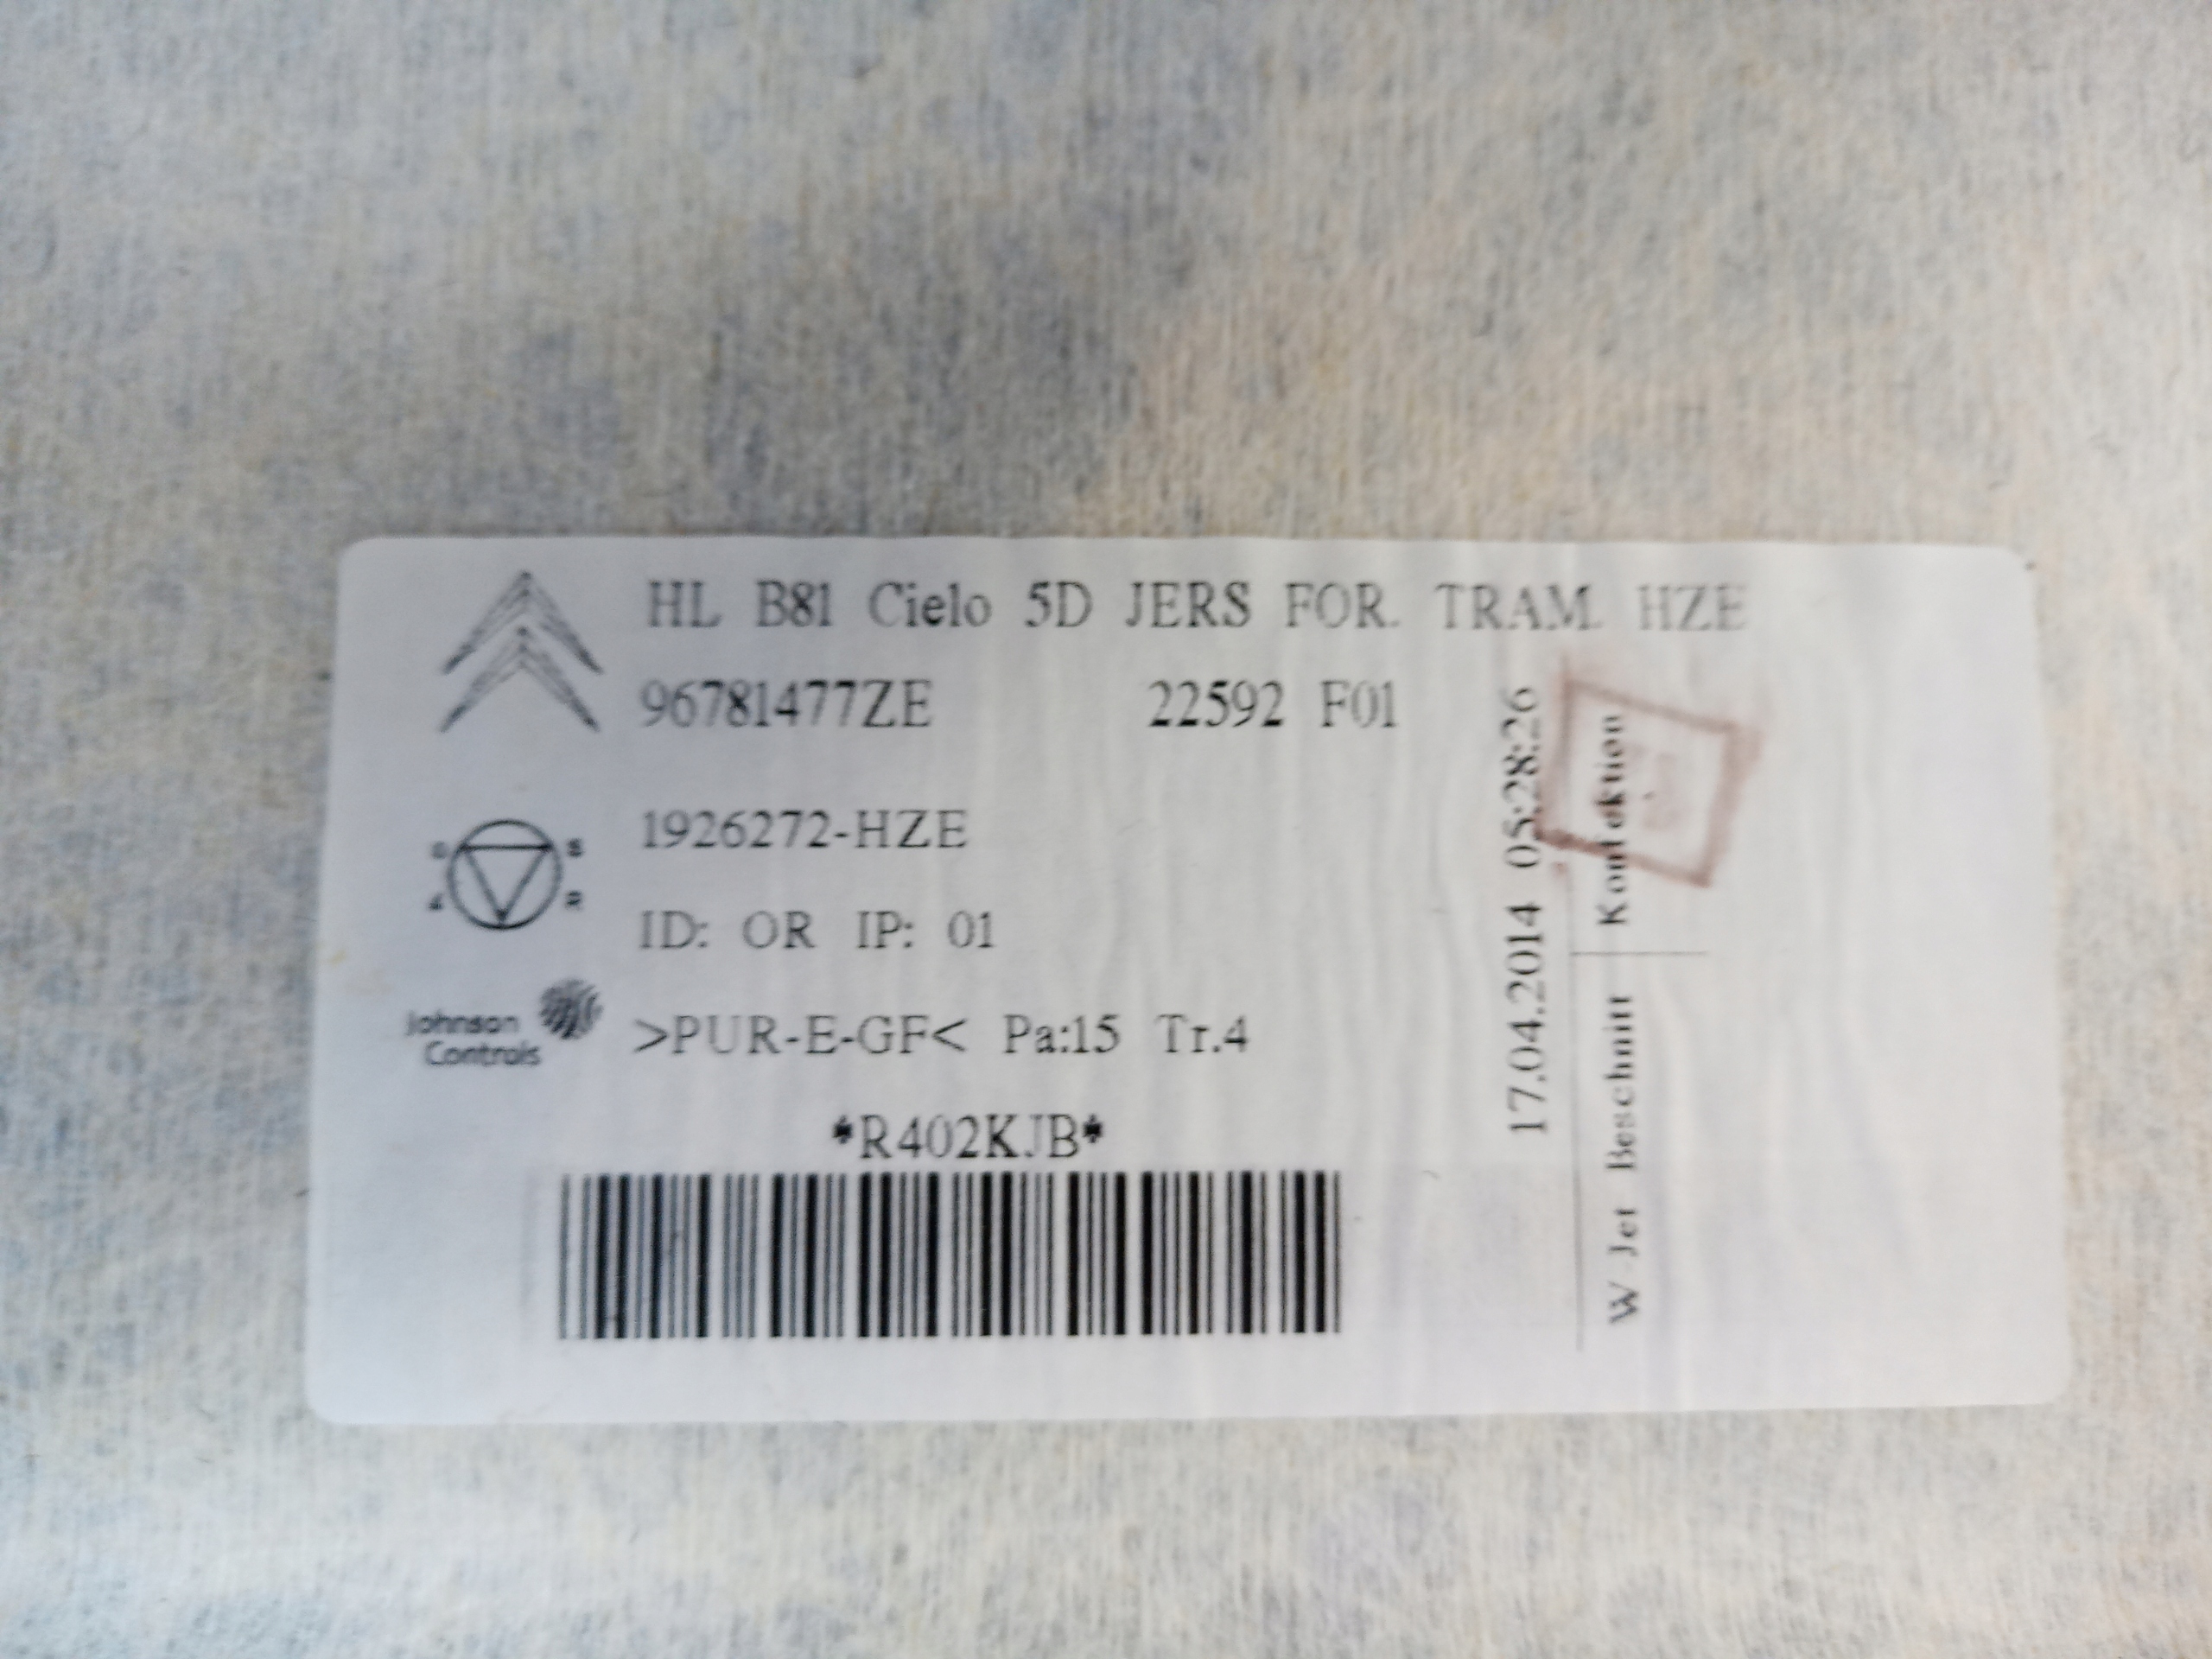 HL B81 Cielo 5D JERS FOR. TRAM. HZE
96781477ZE 22592 F01
1926272-HZE
ID: OR IP: 01
Johnson Controls
>PUR-E-GF< Pa:15 Tr.4
*R402KJB*
17.04.2014 05:28:26
W Jet Beschnitt Konfektion